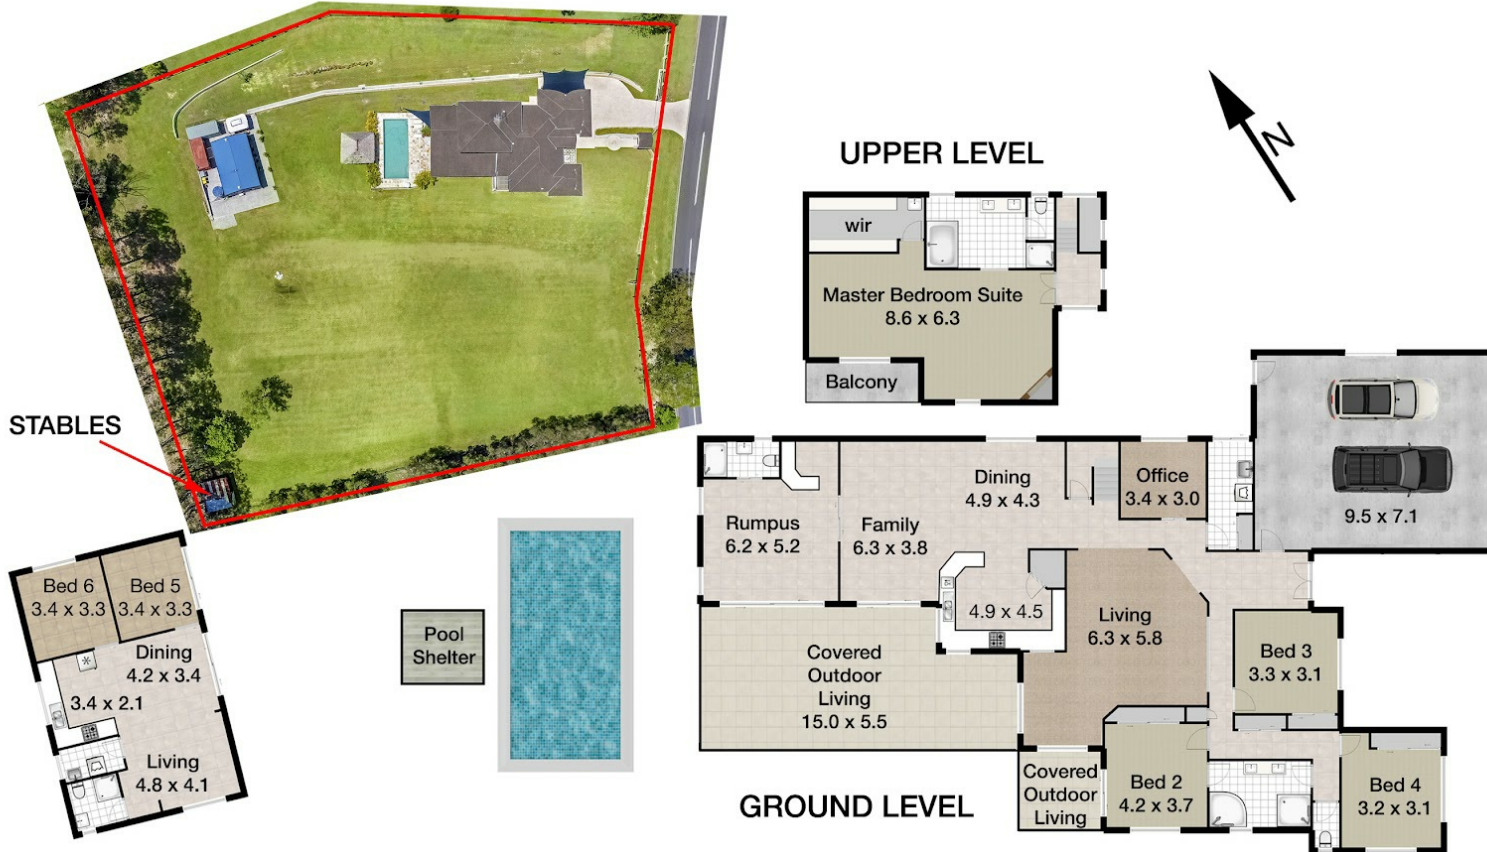 N
UPPER LEVEL
wir
Master Bedroom Suite
8.6 x 6.3
Balcony
STABLES
Dining
4.9 x 4.3
Office
3.4 x 3.0
9.5 x 7.1
Rumpus
6.2 x 5.2
Family
6.3 x 3.8
4.9 x 4.5
Living
6.3 x 5.8
Bed 3
3.3 x 3.1
Covered
Outdoor
Living
15.0 x 5.5
Covered
Outdoor
Living
Bed 2
4.2 x 3.7
Bed 4
3.2 x 3.1
GROUND LEVEL
Pool
Shelter
Bed 6
3.4 x 3.3
Bed 5
3.4 x 3.3
Dining
4.2 x 3.4
3.4 x 2.1
Living
4.8 x 4.1